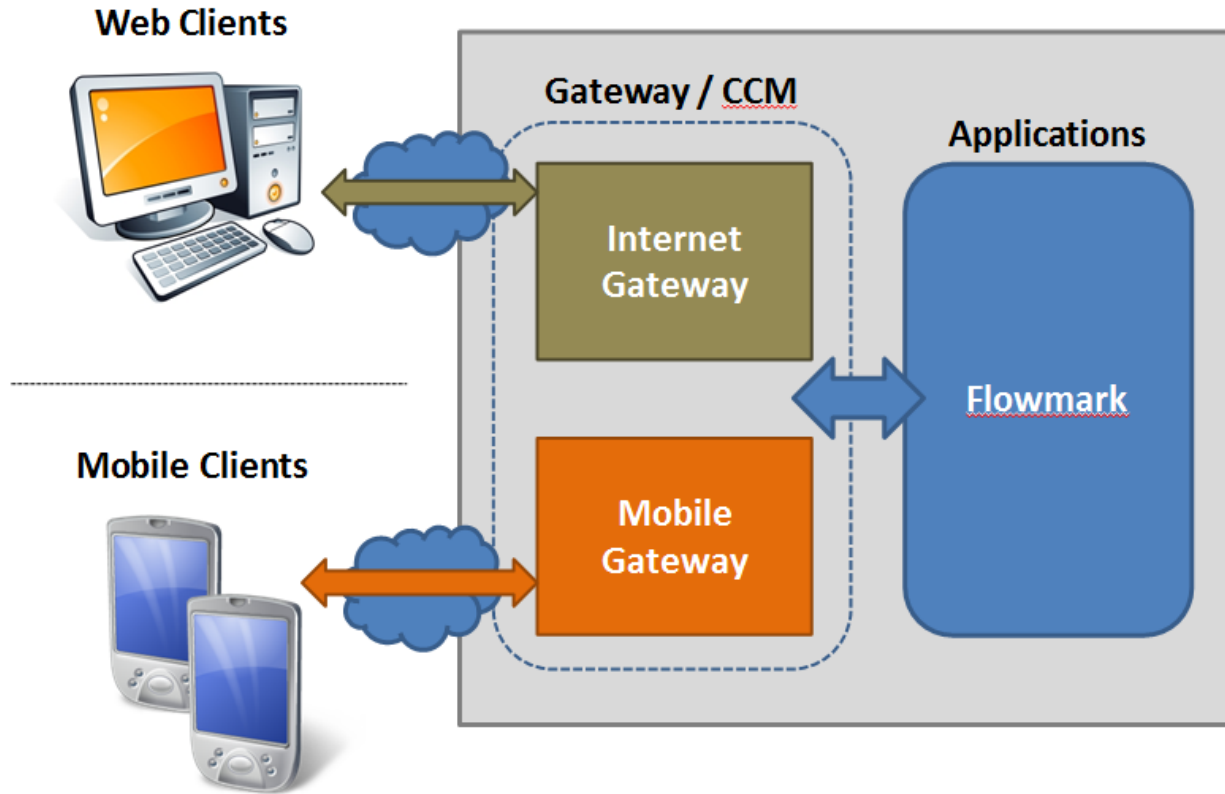 Web Clients
Gateway / CCM
Applications
Internet
Gateway
Flowmark
Mobile Clients
Mobile
Gateway